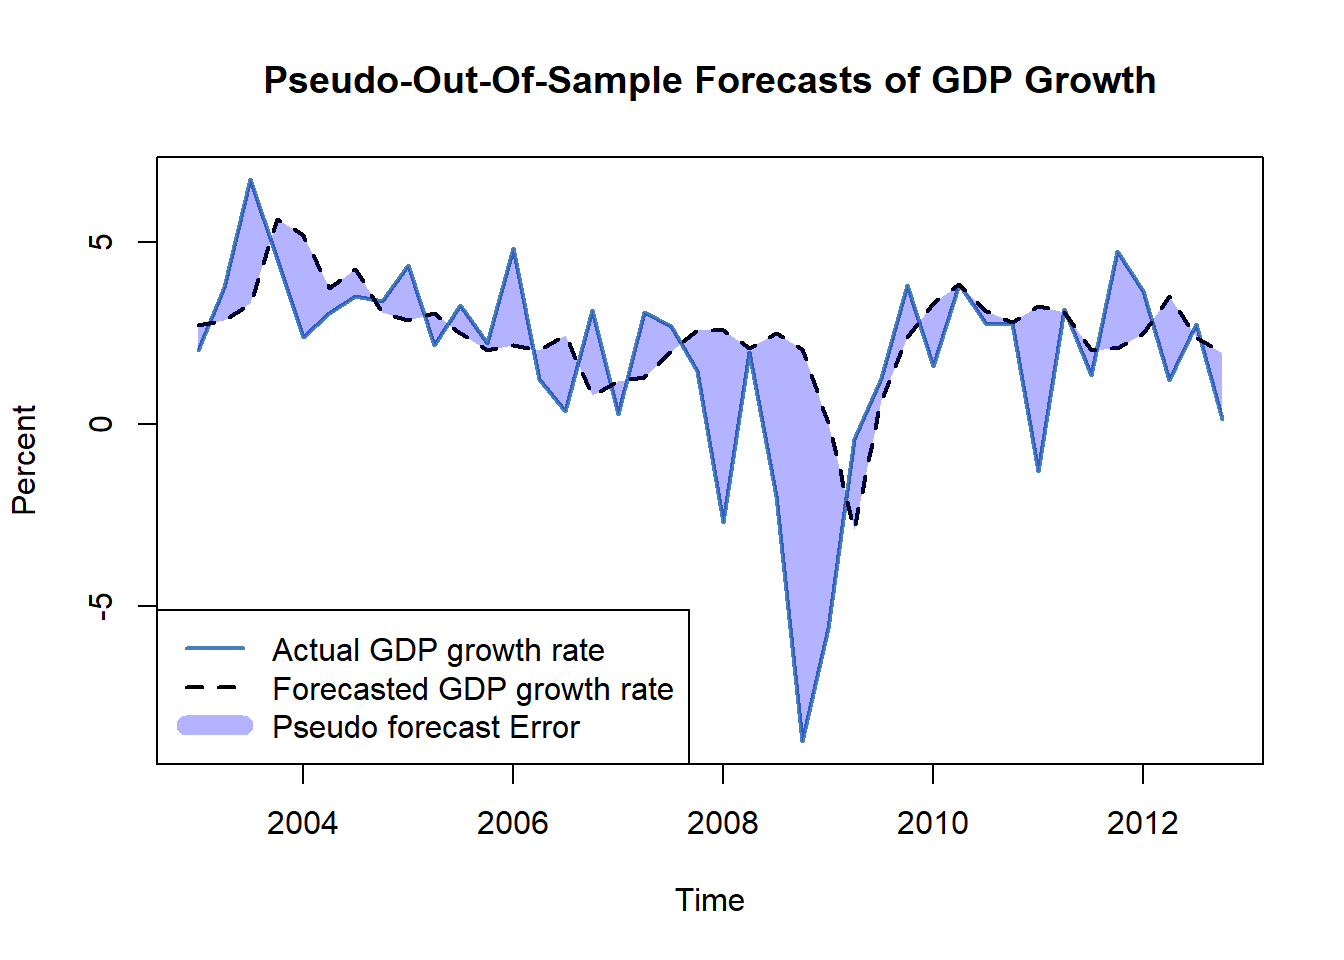 Pseudo-Out-Of-Sample Forecasts of GDP Growth
Percent
5
0
-5
Actual GDP growth rate
Forecasted GDP growth rate
Pseudo forecast Error
2004 2006 2008 2010 2012
Time